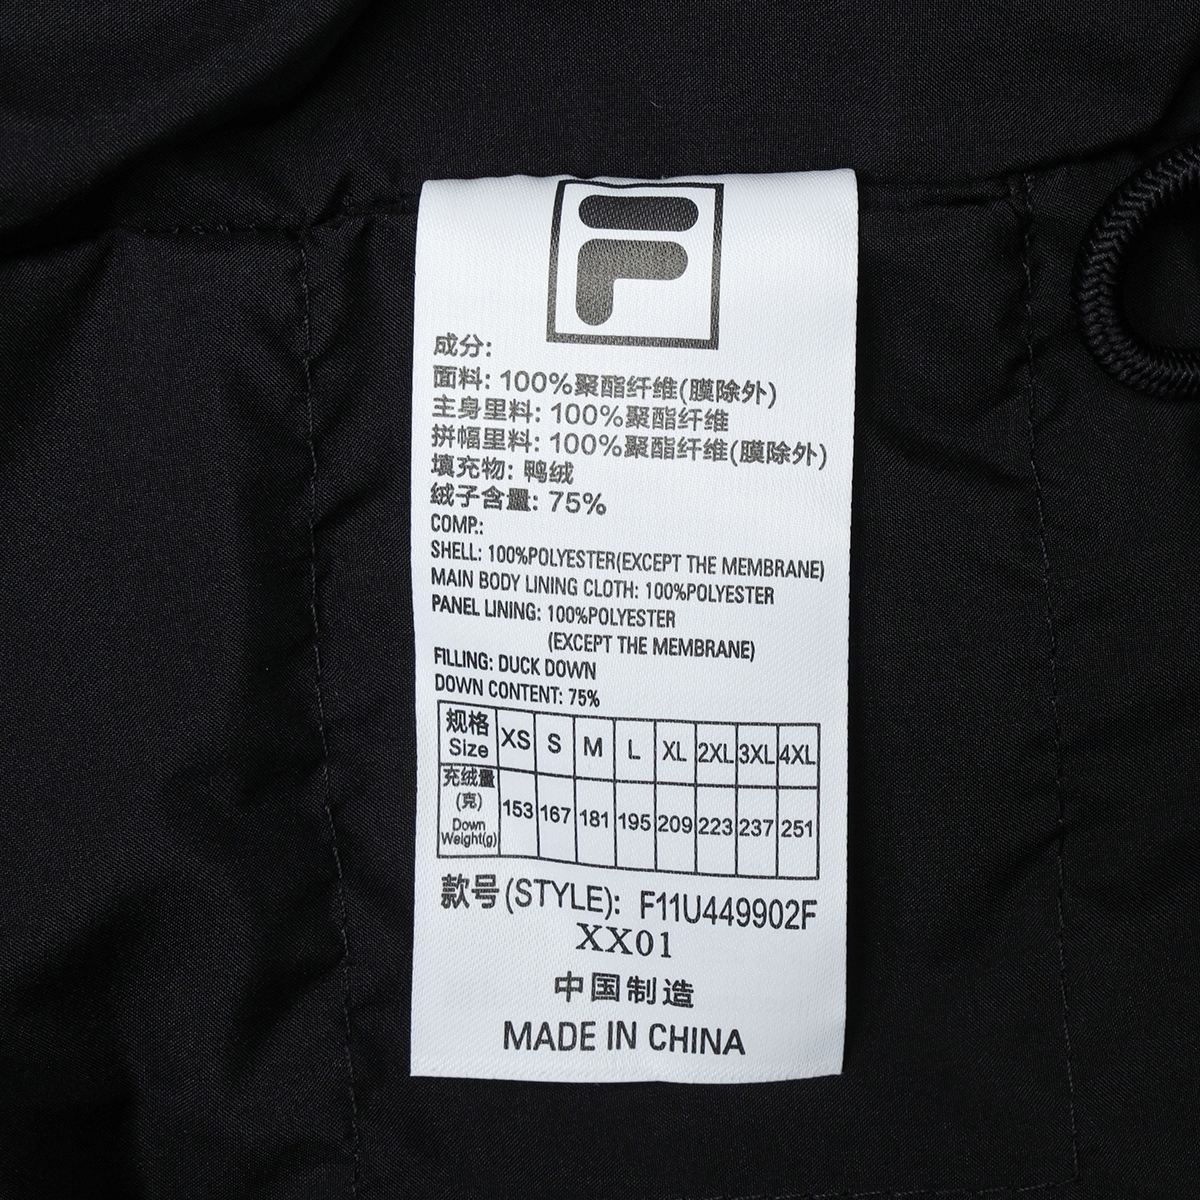 F
成分:
面料: 100%聚酯纤维(膜除外)
主身里料: 100%聚酯纤维
拼幅里料: 100%聚酯纤维(膜除外)
填充物: 鸭绒
绒子含量: 75%
COMP.:
SHELL: 100%POLYESTER(EXCEPT THE MEMBRANE)
MAIN BODY LINING CLOTH: 100%POLYESTER
PANEL LINING: 100%POLYESTER
(EXCEPT THE MEMBRANE)
FILLING: DUCK DOWN
DOWN CONTENT: 75%
规格 Size XS S M L XL 2XL 3XL 4XL
充绒量(克) Down Weight(g) 153 167 181 195 209 223 237 251
款号(STYLE): F11U449902F
XX01
中国制造
MADE IN CHINA